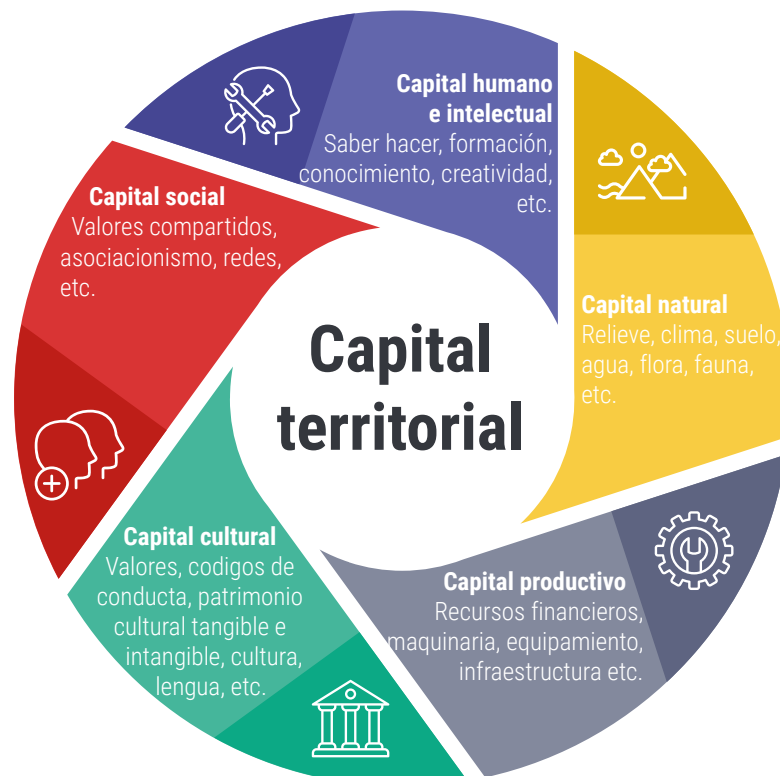 Capital humano
e intelectual
Saber hacer, formación,
conocimiento, creatividad,
etc.
Capital social
Valores compartidos,
asociacionismo, redes,
etc.
Capital natural
Relieve, clima, suelo,
agua, flora, fauna,
etc.
Capital
territorial
Capital cultural
Valores, codigos de
conducta, patrimonio
cultural tangible e
intangible, cultura,
lengua, etc.
Capital productivo
Recursos financieros,
maquinaria, equipamiento,
infraestructura etc.